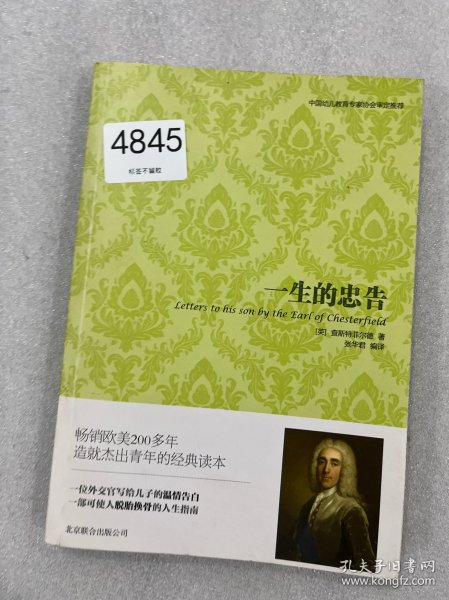 中国幼儿教育专家协会审定推荐
4845
标签不留胶
一生的忠告
Letters to his son by the Earl of Chesterfield
[英] 查斯特菲尔德 著
张华君 编译
畅销欧美200多年
造就杰出青年的经典读本
一位外交官写给儿子的温情告白
一部可使人脱胎换骨的人生指南
北京联合出版公司
孔夫子旧书网
www.kongfz.com